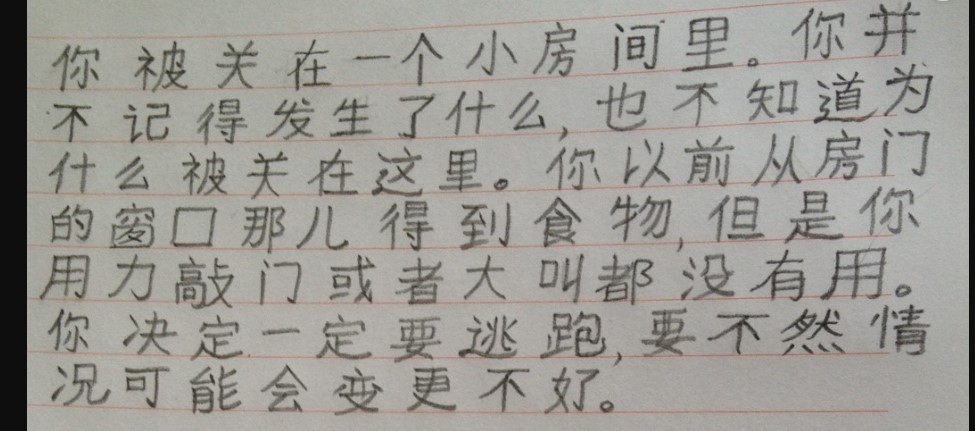 你被关在一个小房间里。你并
不记得发生了什么,也不知道为
什么被关在这里。你以前从房门
的窗口那儿得到食物,但是你
用力敲门或者大叫都没有用。
你决定一定要逃跑,要不然情
况可能会变更不好。